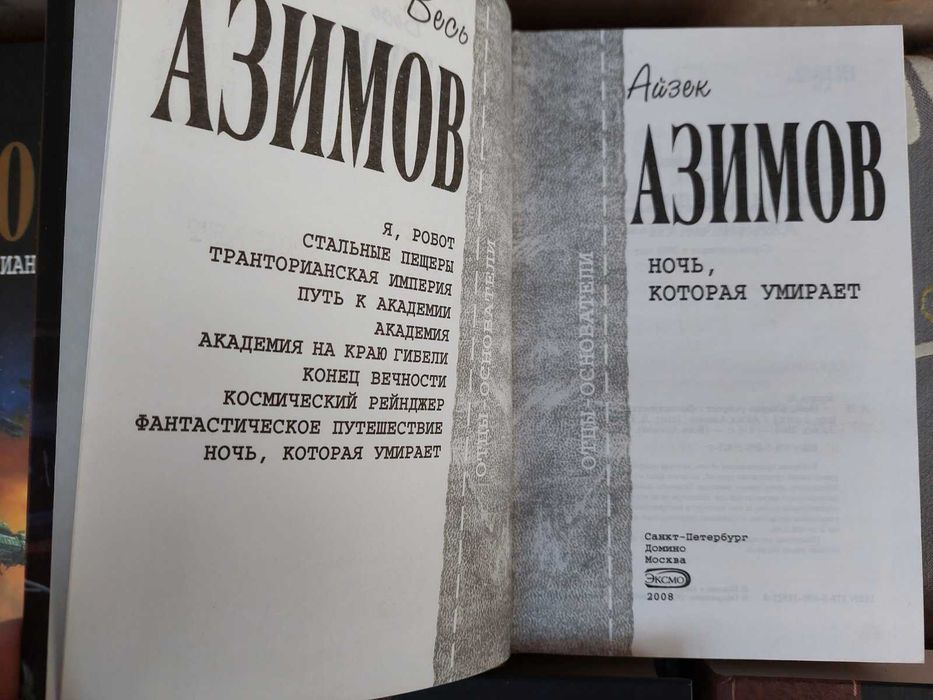 Весь
АЗИМОВ
Я, РОБОТ
СТАЛЬНЫЕ ПЕЩЕРЫ
ТРАНТОРИАНСКАЯ ИМПЕРИЯ
ПУТЬ К АКАДЕМИИ
АКАДЕМИЯ
АКАДЕМИЯ НА КРАЮ ГИБЕЛИ
КОНЕЦ ВЕЧНОСТИ
КОСМИЧЕСКИЙ РЕЙНДЖЕР
ФАНТАСТИЧЕСКОЕ ПУТЕШЕСТВИЕ
НОЧЬ, КОТОРАЯ УМИРАЕТ
ОТЦЫ-ОСНОВАТЕЛИ
ОТЦЫ-ОСНОВАТЕЛИ
Айзек
АЗИМОВ
НОЧЬ,
КОТОРАЯ УМИРАЕТ
Санкт-Петербург
Домино
Москва
ЭКСМО
2008